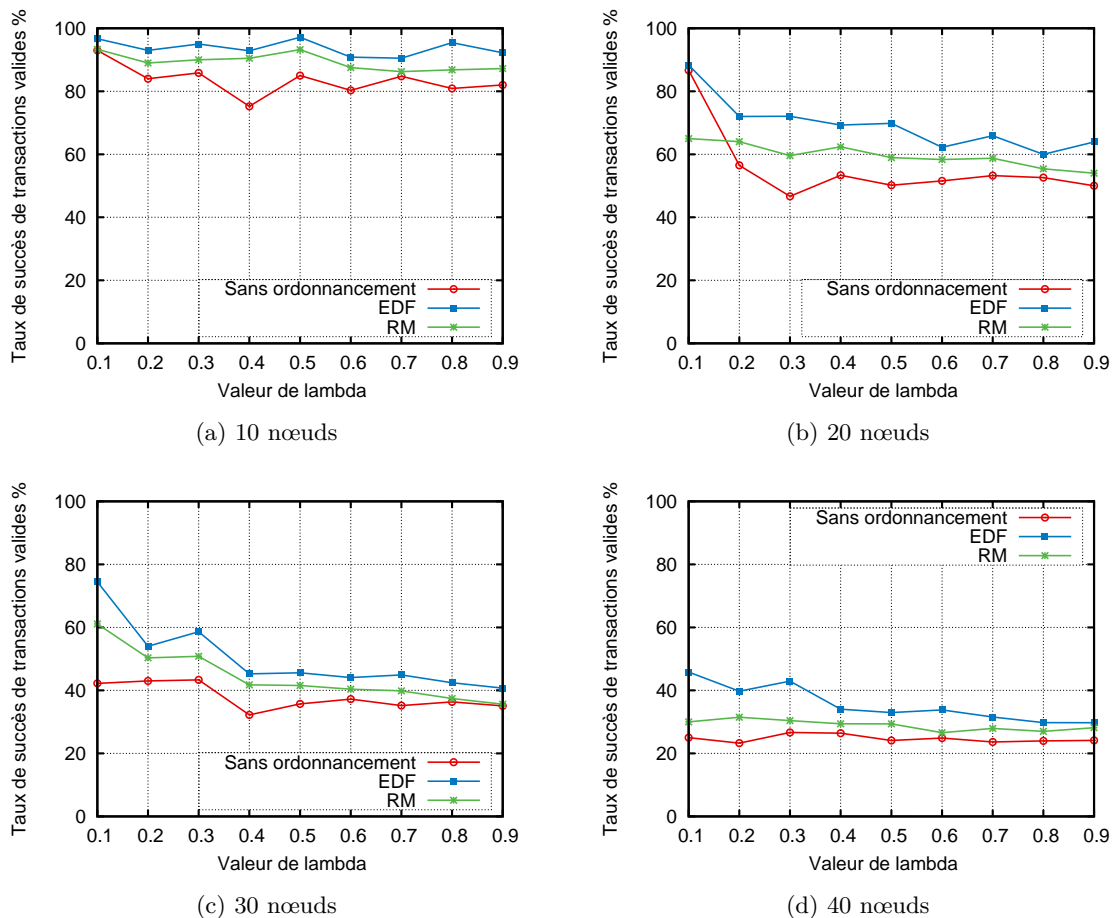 Taux de succès de transactions valides %
100
80
60
40
20
0
0.1 0.2 0.3 0.4 0.5 0.6 0.7 0.8 0.9
Valeur de lambda
Sans ordonnancement
EDF
RM
(a) 10 nœuds
Taux de succès de transactions valides %
100
80
60
40
20
0
0.1 0.2 0.3 0.4 0.5 0.6 0.7 0.8 0.9
Valeur de lambda
Sans ordonnacement
EDF
RM
(b) 20 nœuds
Taux de succès de transactions valides %
100
80
60
40
20
0
0.1 0.2 0.3 0.4 0.5 0.6 0.7 0.8 0.9
Valeur de lambda
Sans ordonnancement
EDF
RM
(c) 30 nœuds
Taux de succès de transactions valides %
100
80
60
40
20
0
0.1 0.2 0.3 0.4 0.5 0.6 0.7 0.8 0.9
Valeur de lambda
Sans ordonnancement
EDF
RM
(d) 40 nœuds